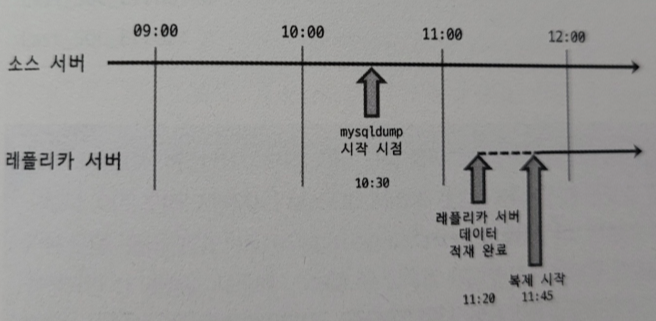 09:00 10:00 11:00 12:00
소스 서버
mysqldump
시작 시점
10:30
레플리카 서버
레플리카 서버
데이터
적재 완료
11:20
복제 시작
11:45